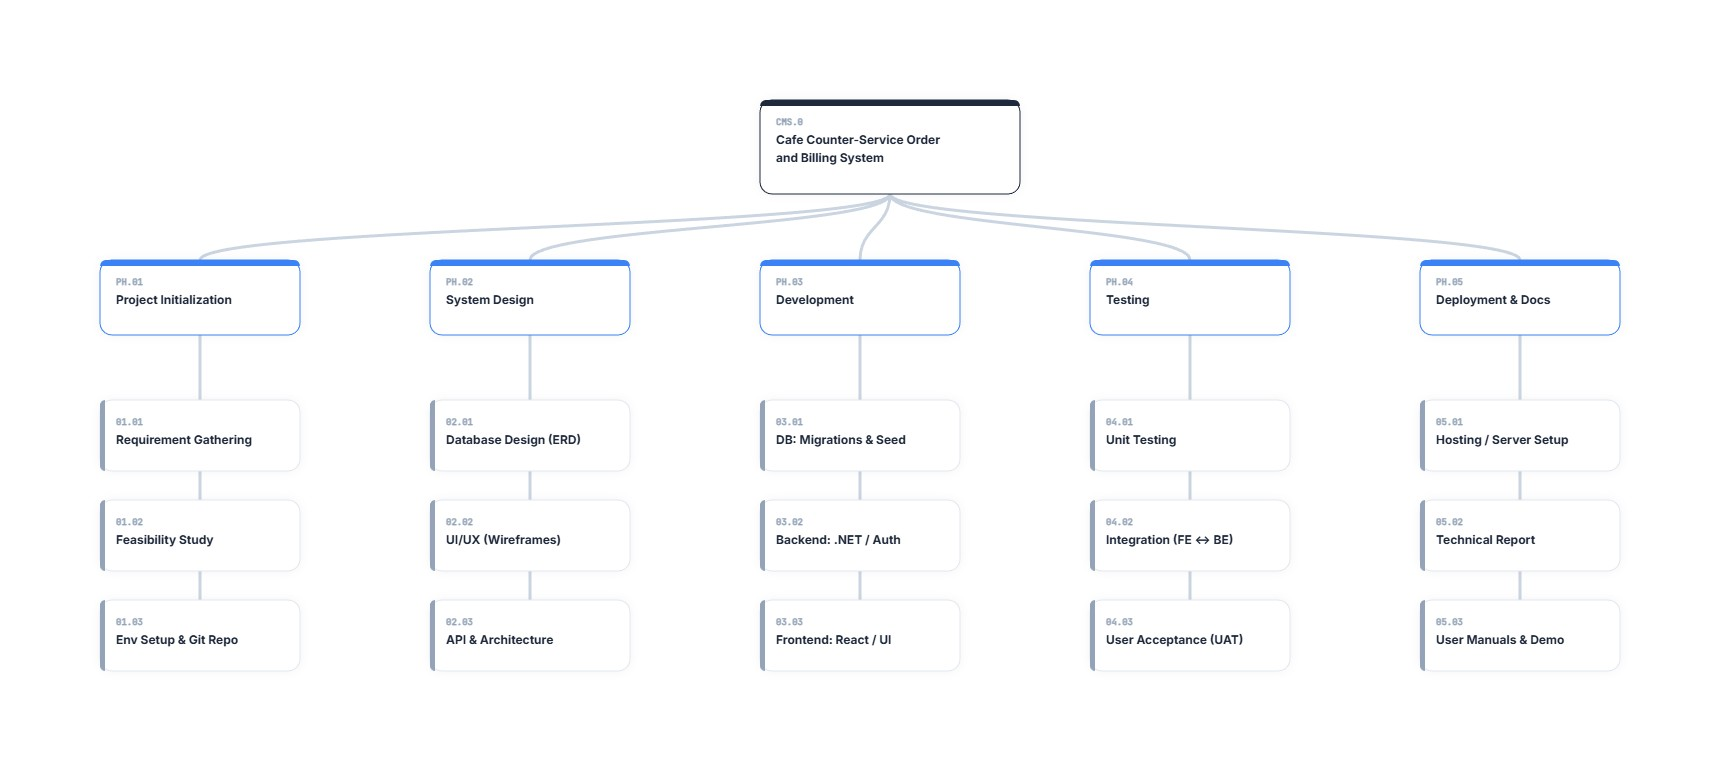 CMS.0
Cafe Counter-Service Order
and Billing System
PH.01
Project Initialization
PH.02
System Design
PH.03
Development
PH.04
Testing
PH.05
Deployment & Docs
01.01
Requirement Gathering
02.01
Database Design (ERD)
03.01
DB: Migrations & Seed
04.01
Unit Testing
05.01
Hosting / Server Setup
01.02
Feasibility Study
02.02
UI/UX (Wireframes)
03.02
Backend: .NET / Auth
04.02
Integration (FE ↔ BE)
05.02
Technical Report
01.03
Env Setup & Git Repo
02.03
API & Architecture
03.03
Frontend: React / UI
04.03
User Acceptance (UAT)
05.03
User Manuals & Demo